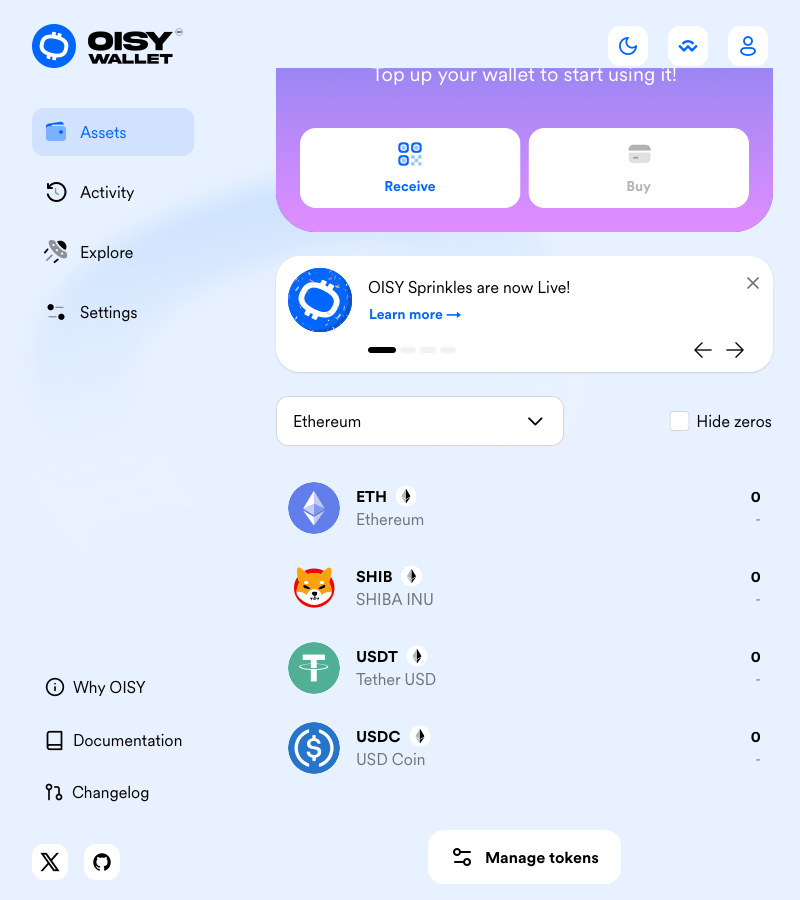 OISY
WALLET
Top up your wallet to start using it!
Assets
Activity
Explore
Settings
Receive
Buy
OISY Sprinkles are now Live!
Learn more →
Ethereum
Hide zeros
ETH
0
Ethereum
-
SHIB
0
SHIBA INU
-
USDT
0
Tether USD
-
USDC
0
USD Coin
-
Why OISY
Documentation
Changelog
Manage tokens